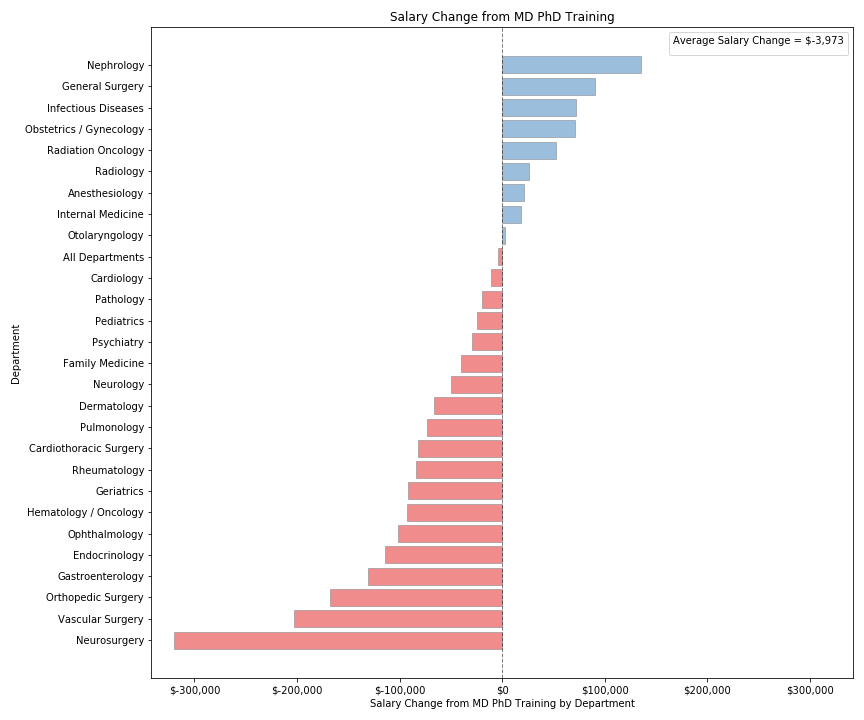 Salary Change from MD PhD Training
Average Salary Change = $-3,973
Department
Nephrology
General Surgery
Infectious Diseases
Obstetrics / Gynecology
Radiation Oncology
Radiology
Anesthesiology
Internal Medicine
Otolaryngology
All Departments
Cardiology
Pathology
Pediatrics
Psychiatry
Family Medicine
Neurology
Dermatology
Pulmonology
Cardiothoracic Surgery
Rheumatology
Geriatrics
Hematology / Oncology
Ophthalmology
Endocrinology
Gastroenterology
Orthopedic Surgery
Vascular Surgery
Neurosurgery
$-300,000 $-200,000 $-100,000 $0 $100,000 $200,000 $300,000
Salary Change from MD PhD Training by Department